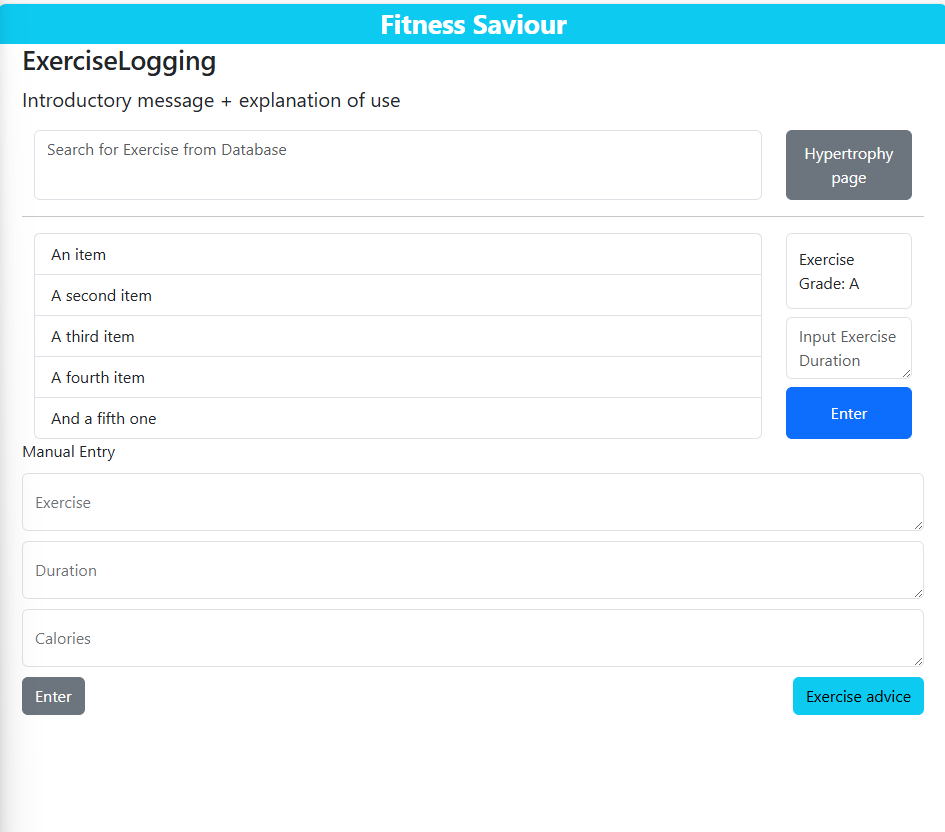 Fitness Saviour
ExerciseLogging
Introductory message + explanation of use
Search for Exercise from Database
Hypertrophy
page
An item
A second item
A third item
A fourth item
And a fifth one
Exercise
Grade: A
Input Exercise
Duration
Enter
Manual Entry
Exercise
Duration
Calories
Enter
Exercise advice